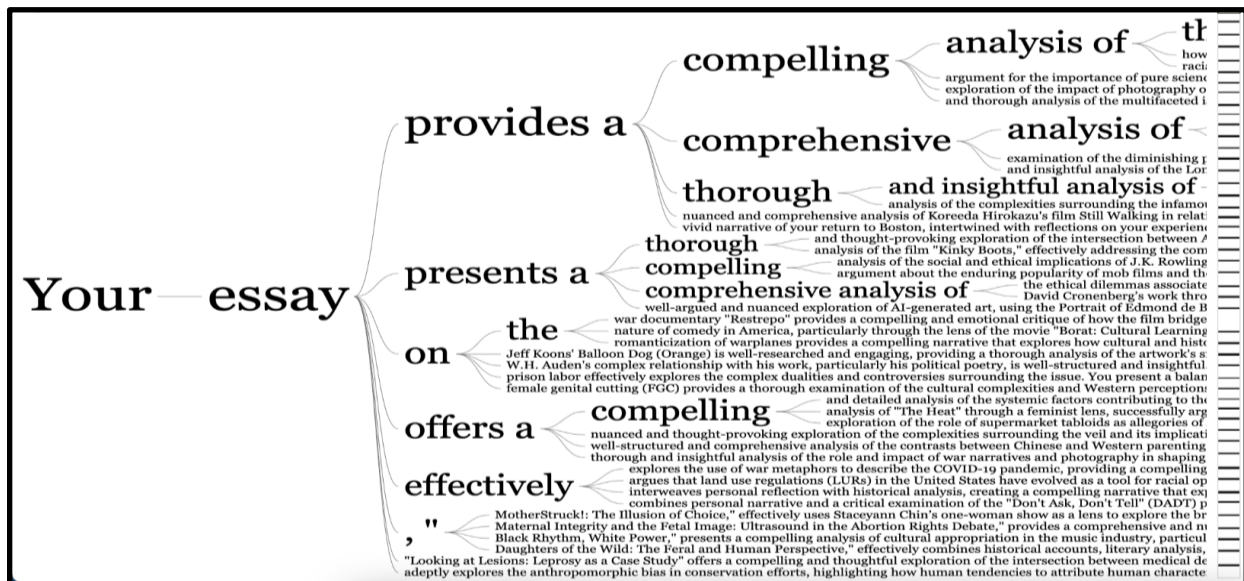 Your essay
provides a
compelling
analysis of
how
argument for the importance of pure
exploration of the impact of photography
and thorough analysis of the multifaceted
comprehensive
analysis of
examination of the diminishing
and insightful analysis of the
thorough
and insightful analysis of
analysis of the complexities surrounding the
nuanced and comprehensive analysis of Koreeda Hirokazu's film Still Walking in
vivid narrative of your return to Boston, intertwined with reflections on your
presents a
thorough
and thought-provoking exploration of the intersection between
analysis of the film "Kinky Boots," effectively addressing the
compelling
analysis of the social and ethical implications of J.K. Rowling
argument about the enduring popularity of mob films and
comprehensive analysis of
the ethical dilemmas
David Cronenberg's work
well-argued and nuanced exploration of AI-generated art, using the Portrait of Edmond de B
on
the
war documentary "Restrepo" provides a compelling and emotional critique of how the film
nature of comedy in America, particularly through the lens of the movie "Borat: Cultural
romanticization of warplanes provides a compelling narrative that explores how cultural and
Jeff Koons' Balloon Dog (Orange) is well-researched and engaging, providing a thorough analysis of the artwork's
W.H. Auden's complex relationship with his work, particularly his political poetry, is well-structured and insightful
prison labor effectively explores the complex dualities and controversies surrounding the issue. You present a
female genital cutting (FGC) provides a thorough examination of the cultural complexities and Western
offers a
compelling
and detailed analysis of the systemic factors contributing to
analysis of "The Heat" through a feminist lens, successfully
exploration of the role of supermarket tabloids as allegories of
nuanced and thought-provoking exploration of the complexities surrounding the veil and its
well-structured and comprehensive analysis of the contrasts between Chinese and Western parenting
thorough and insightful analysis of the role and impact of war narratives and photography in shaping
effectively
explores the use of war metaphors to describe the COVID-19 pandemic, providing a compelling
argues that land use regulations (LURs) in the United States have evolved as a tool for racial
interweaves personal reflection with historical analysis, creating a compelling narrative that
combines personal narrative and a critical examination of the "Don't Ask, Don't Tell" (DADT)
,"
MotherStruck!: The Illusion of Choice," effectively uses Staceyann Chin's one-woman show as a lens to explore the
Maternal Integrity and the Fetal Image: Ultrasound in the Abortion Rights Debate," provides a comprehensive and
Black Rhythm, White Power," presents a compelling analysis of cultural appropriation in the music industry,
Daughters of the Wild: The Feral and Human Perspective," effectively combines historical accounts, literary analysis,
"Looking at Lesions: Leprosy as a Case Study" offers a compelling and thoughtful exploration of the intersection between medical
adeptly explores the anthropomorphic bias in conservation efforts, highlighting how human tendencies to attribute human